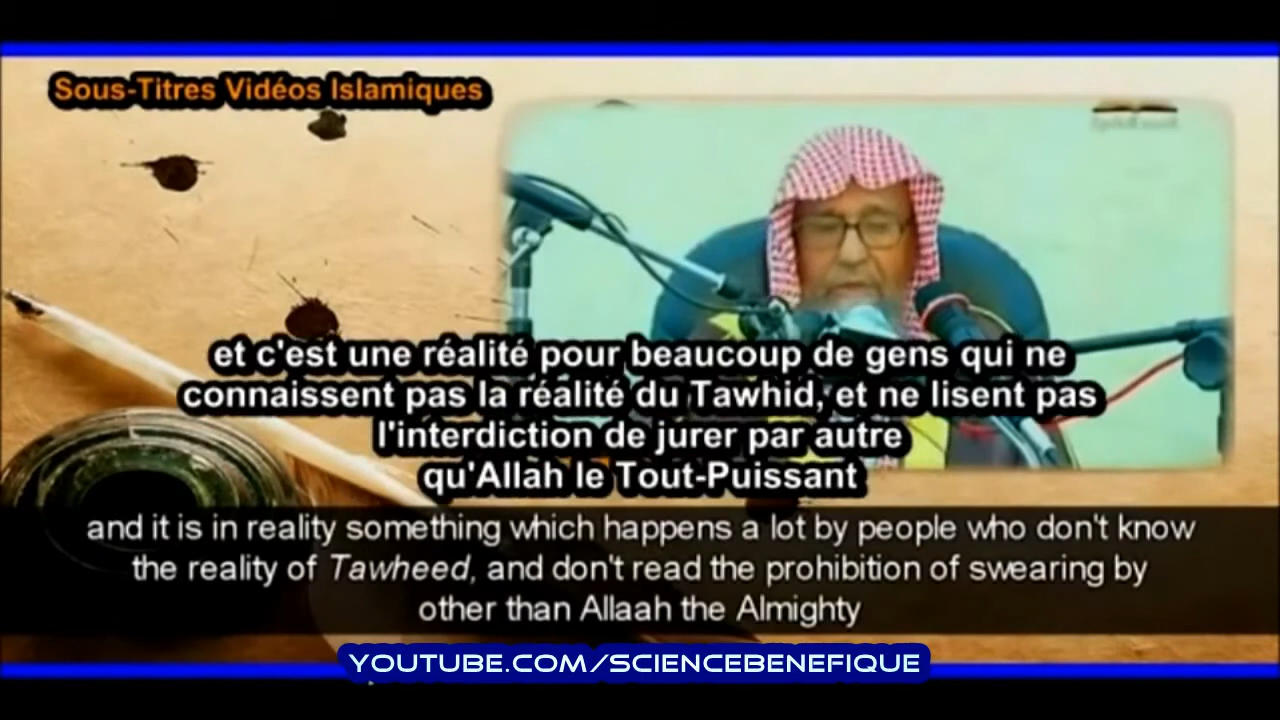 Sous-Titres Vidéos Islamiques
et c'est une réalité pour beaucoup de gens qui ne
connaissent pas la réalité du Tawhid, et ne lisent pas
l'interdiction de jurer par autre
qu'Allah le Tout-Puissant
and it is in reality something which happens a lot by people who don't know
the reality of Tawheed, and don't read the prohibition of swearing by
other than Allaah the Almighty
YOUTUBE.COM/SCIENCEBENEFIQUE